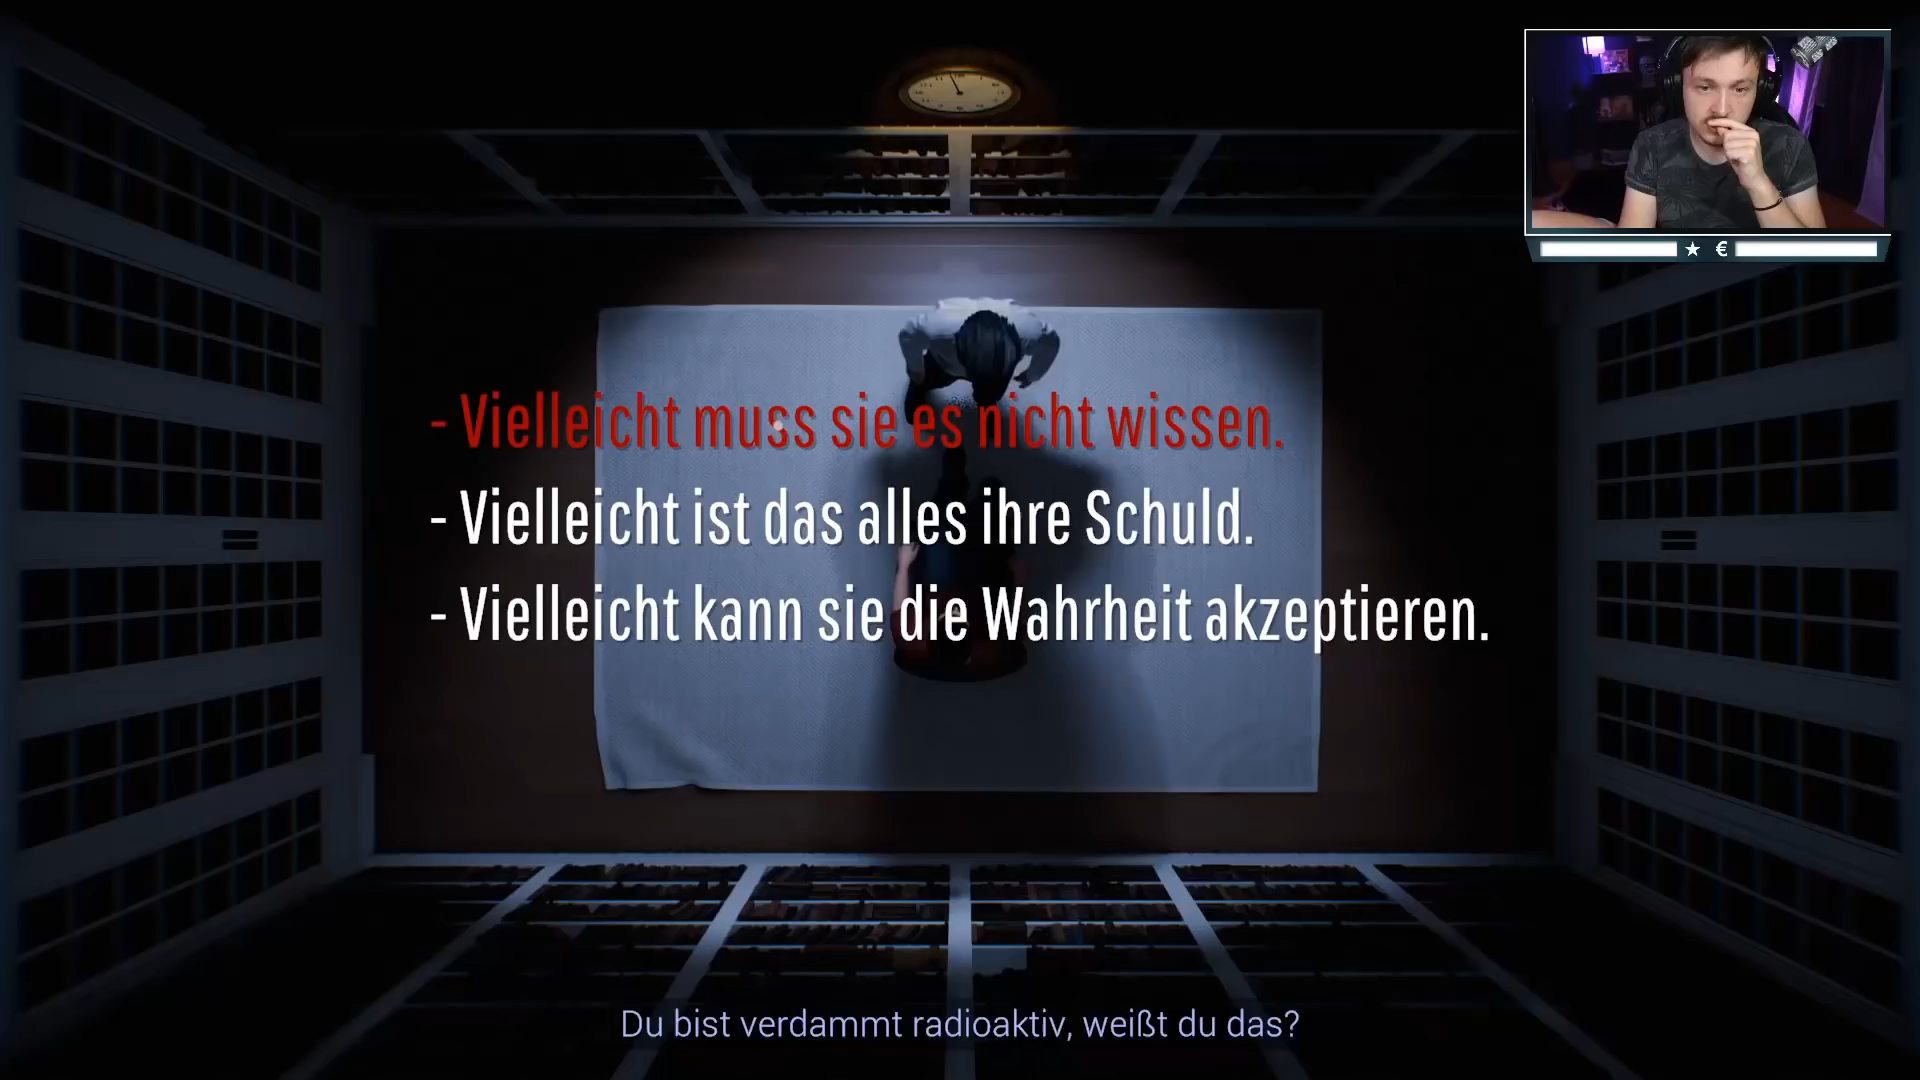 - Vielleicht muss sie es nicht wissen.
- Vielleicht ist das alles ihre Schuld.
- Vielleicht kann sie die Wahrheit akzeptieren.
★ €
Du bist verdammt radioaktiv, weißt du das?